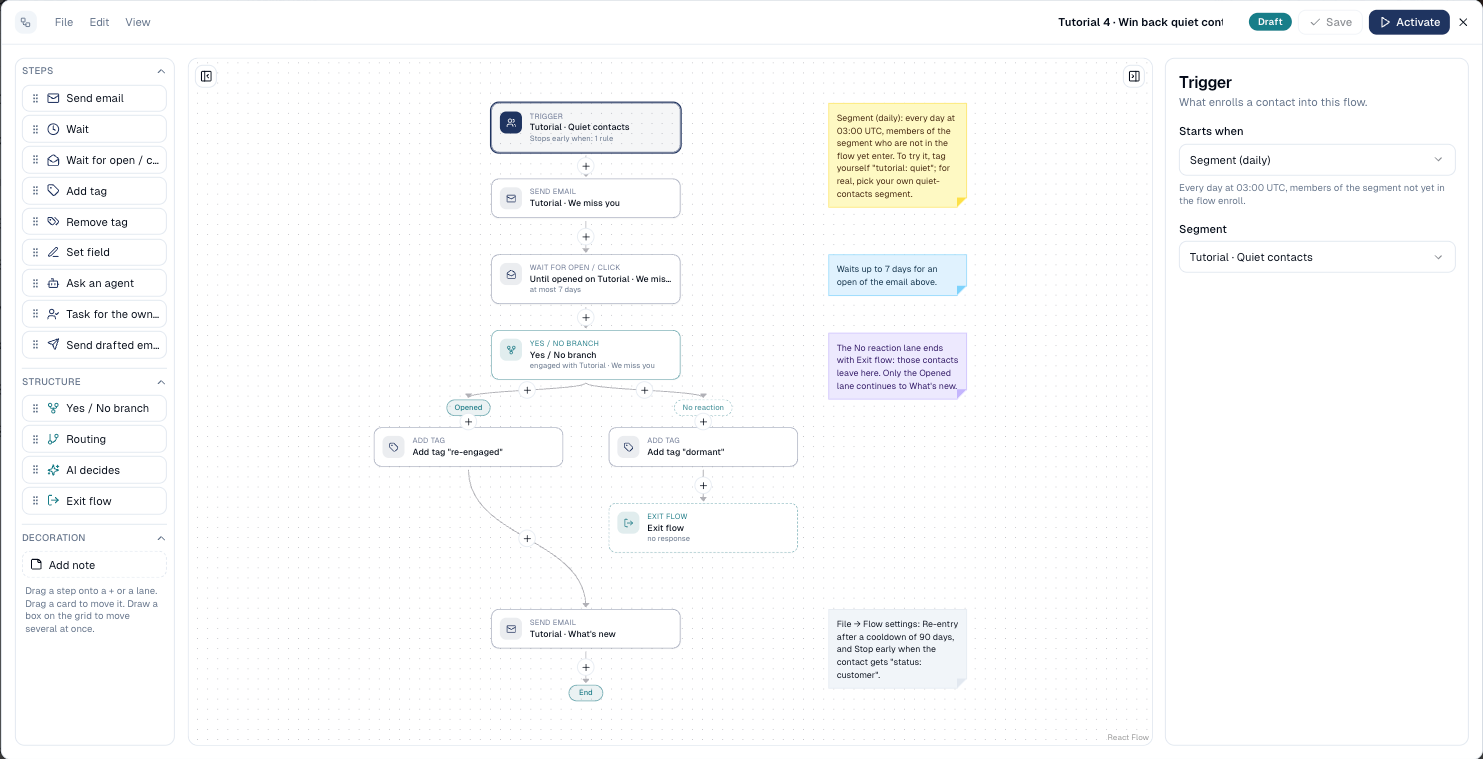 File Edit View
Tutorial 4 · Win back quiet con
Draft
Save
Activate
STEPS
Send email
Wait
Wait for open / c...
Add tag
Remove tag
Set field
Ask an agent
Task for the own...
Send drafted em...
STRUCTURE
Yes / No branch
Routing
AI decides
Exit flow
DECORATION
Add note
Drag a step onto a + or a lane.
Drag a card to move it. Draw a
box on the grid to move
several at once.
TRIGGER
Tutorial · Quiet contacts
Stops early when: 1 rule
SEND EMAIL
Tutorial · We miss you
WAIT FOR OPEN / CLICK
Until opened on Tutorial · We mis...
at most 7 days
YES / NO BRANCH
Yes / No branch
engaged with Tutorial · We miss you
Opened
No reaction
ADD TAG
Add tag "re-engaged"
ADD TAG
Add tag "dormant"
EXIT FLOW
Exit flow
no response
SEND EMAIL
Tutorial · What's new
End
Segment (daily): every day at
03:00 UTC, members of the
segment who are not in the
flow yet enter. To try it, tag
yourself "tutorial: quiet"; for
real, pick your own quiet-
contacts segment.
Waits up to 7 days for an
open of the email above.
The No reaction lane ends
with Exit flow: those contacts
leave here. Only the Opened
lane continues to What's new.
File → Flow settings: Re-entry
after a cooldown of 90 days,
and Stop early when the
contact gets "status:
customer".
React Flow
Trigger
What enrolls a contact into this flow.
Starts when
Segment (daily)
Every day at 03:00 UTC, members of the segment not yet in
the flow enroll.
Segment
Tutorial · Quiet contacts